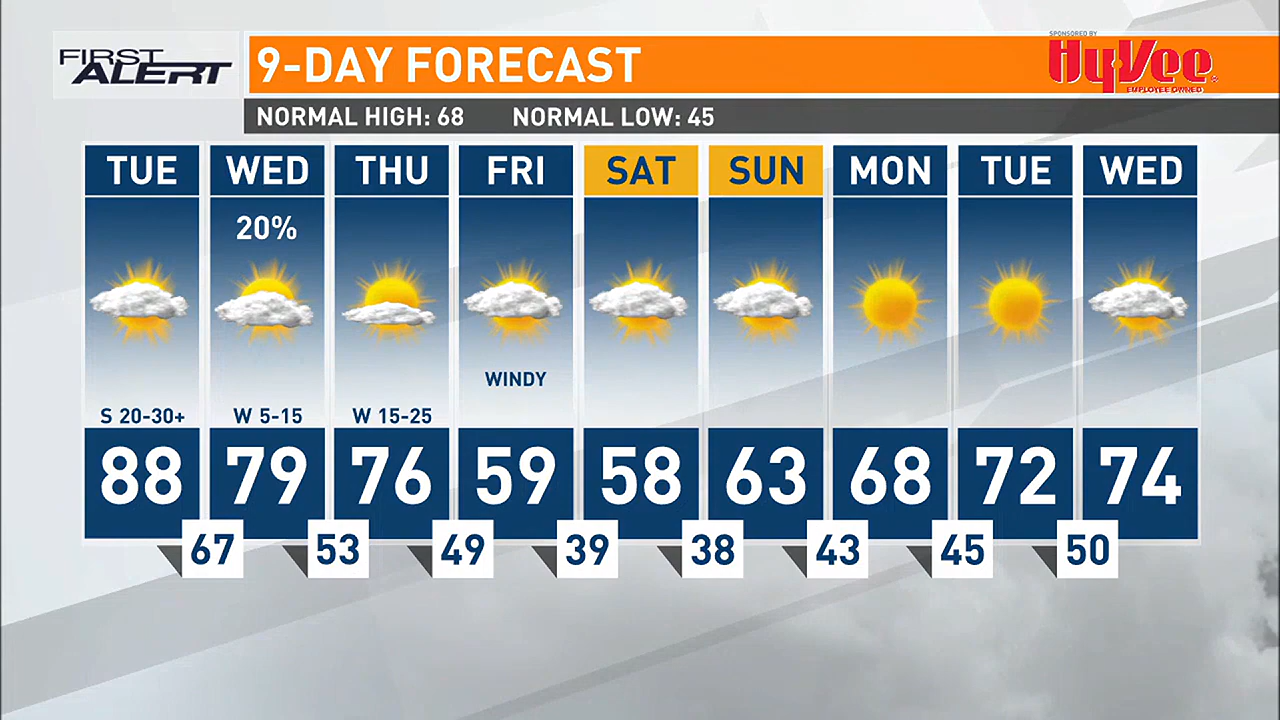 FIRST
ALERT
9-DAY FORECAST
SPONSORED BY
HyVee
EMPLOYEE OWNED
NORMAL HIGH: 68 NORMAL LOW: 45
TUE WED THU FRI SAT SUN MON TUE WED
20%
WINDY
S 20-30+ W 5-15 W 15-25
88 79 76 59 58 63 68 72 74
67 53 49 39 38 43 45 50